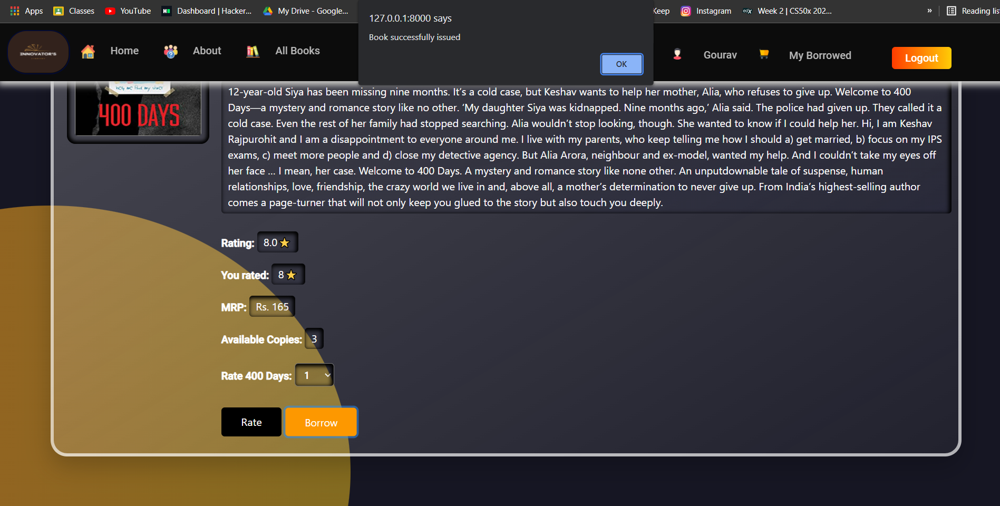 Apps
Classes
YouTube
Dashboard | Hacker...
My Drive - Google...
Keep
Instagram
edX
Week 2 | CS50x 202...
»
Reading lis
127.0.0.1:8000 says
Book successfully issued
OK
INNOVATOR'S
Home
About
All Books
Gourav
My Borrowed
Logout
help me find my sister
400 DAYS
12-year-old Siya has been missing nine months. It’s a cold case, but Keshav wants to help her mother, Alia, who refuses to give up. Welcome to 400
Days—a mystery and romance story like no other. ‘My daughter Siya was kidnapped. Nine months ago,’ Alia said. The police had given up. They called it a
cold case. Even the rest of her family had stopped searching. Alia wouldn’t stop looking, though. She wanted to know if I could help her. Hi, I am Keshav
Rajpurohit and I am a disappointment to everyone around me. I live with my parents, who keep telling me how I should a) get married, b) focus on my IPS
exams, c) meet more people and d) close my detective agency. But Alia Arora, neighbour and ex-model, wanted my help. And I couldn’t take my eyes off
her face … I mean, her case. Welcome to 400 Days. A mystery and romance story like none other. An unputdownable tale of suspense, human
relationships, love, friendship, the crazy world we live in and, above all, a mother’s determination to never give up. From India’s highest-selling author
comes a page-turner that will not only keep you glued to the story but also touch you deeply.
Rating: 8.0
You rated: 8
MRP: Rs. 165
Available Copies: 3
Rate 400 Days: 1
Rate
Borrow